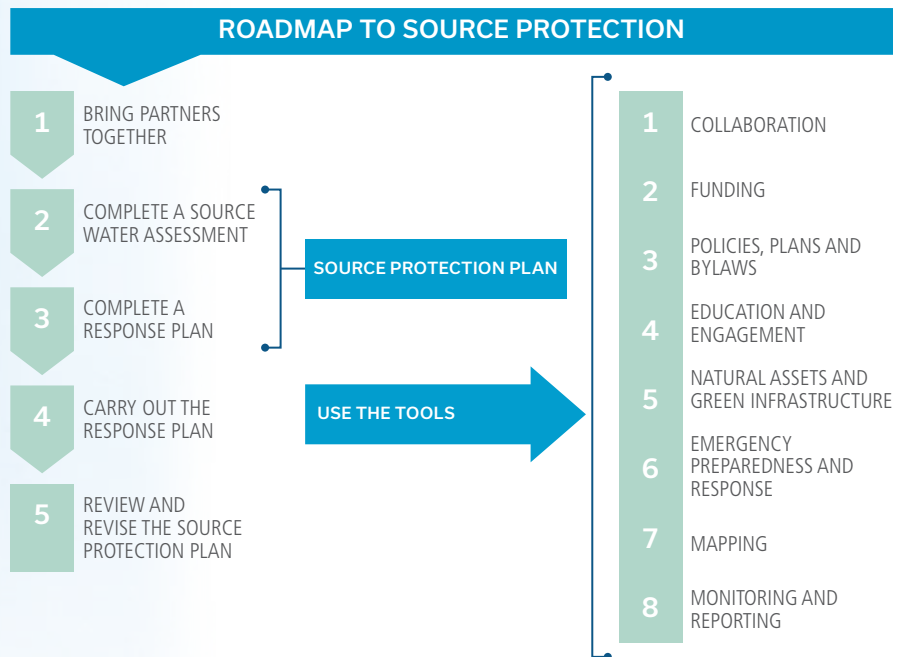 ROADMAP TO SOURCE PROTECTION
1
BRING PARTNERS
TOGETHER
2
COMPLETE A SOURCE
WATER ASSESSMENT
3
COMPLETE A
RESPONSE PLAN
4
CARRY OUT THE
RESPONSE PLAN
5
REVIEW AND
REVISE THE SOURCE
PROTECTION PLAN
SOURCE PROTECTION PLAN
USE THE TOOLS
1
COLLABORATION
2
FUNDING
3
POLICIES, PLANS AND
BYLAWS
4
EDUCATION AND
ENGAGEMENT
5
NATURAL ASSETS AND
GREEN INFRASTRUCTURE
6
EMERGENCY
PREPAREDNESS AND
RESPONSE
7
MAPPING
8
MONITORING AND
REPORTING